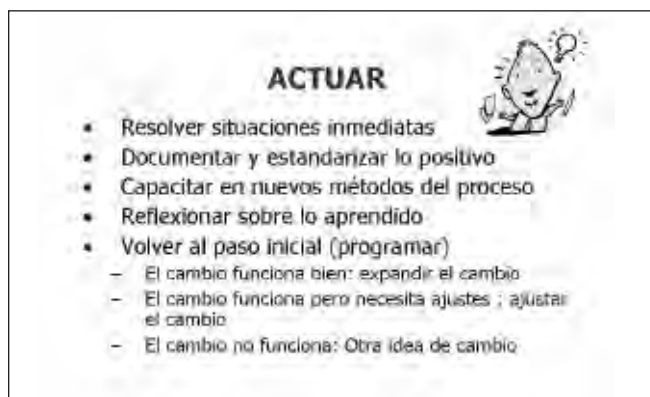 ACTUAR
• Resolver situaciones inmediatas
• Documentar y estandarizar lo positivo
• Capacitar en nuevos métodos del proceso
• Reflexionar sobre lo aprendido
• Volver al paso inicial (programar)
– El cambio funciona bien: expandir el cambio
– El cambio funciona pero necesita ajustes ; ajustar
el cambio
– El cambio no funciona: Otra idea de cambio